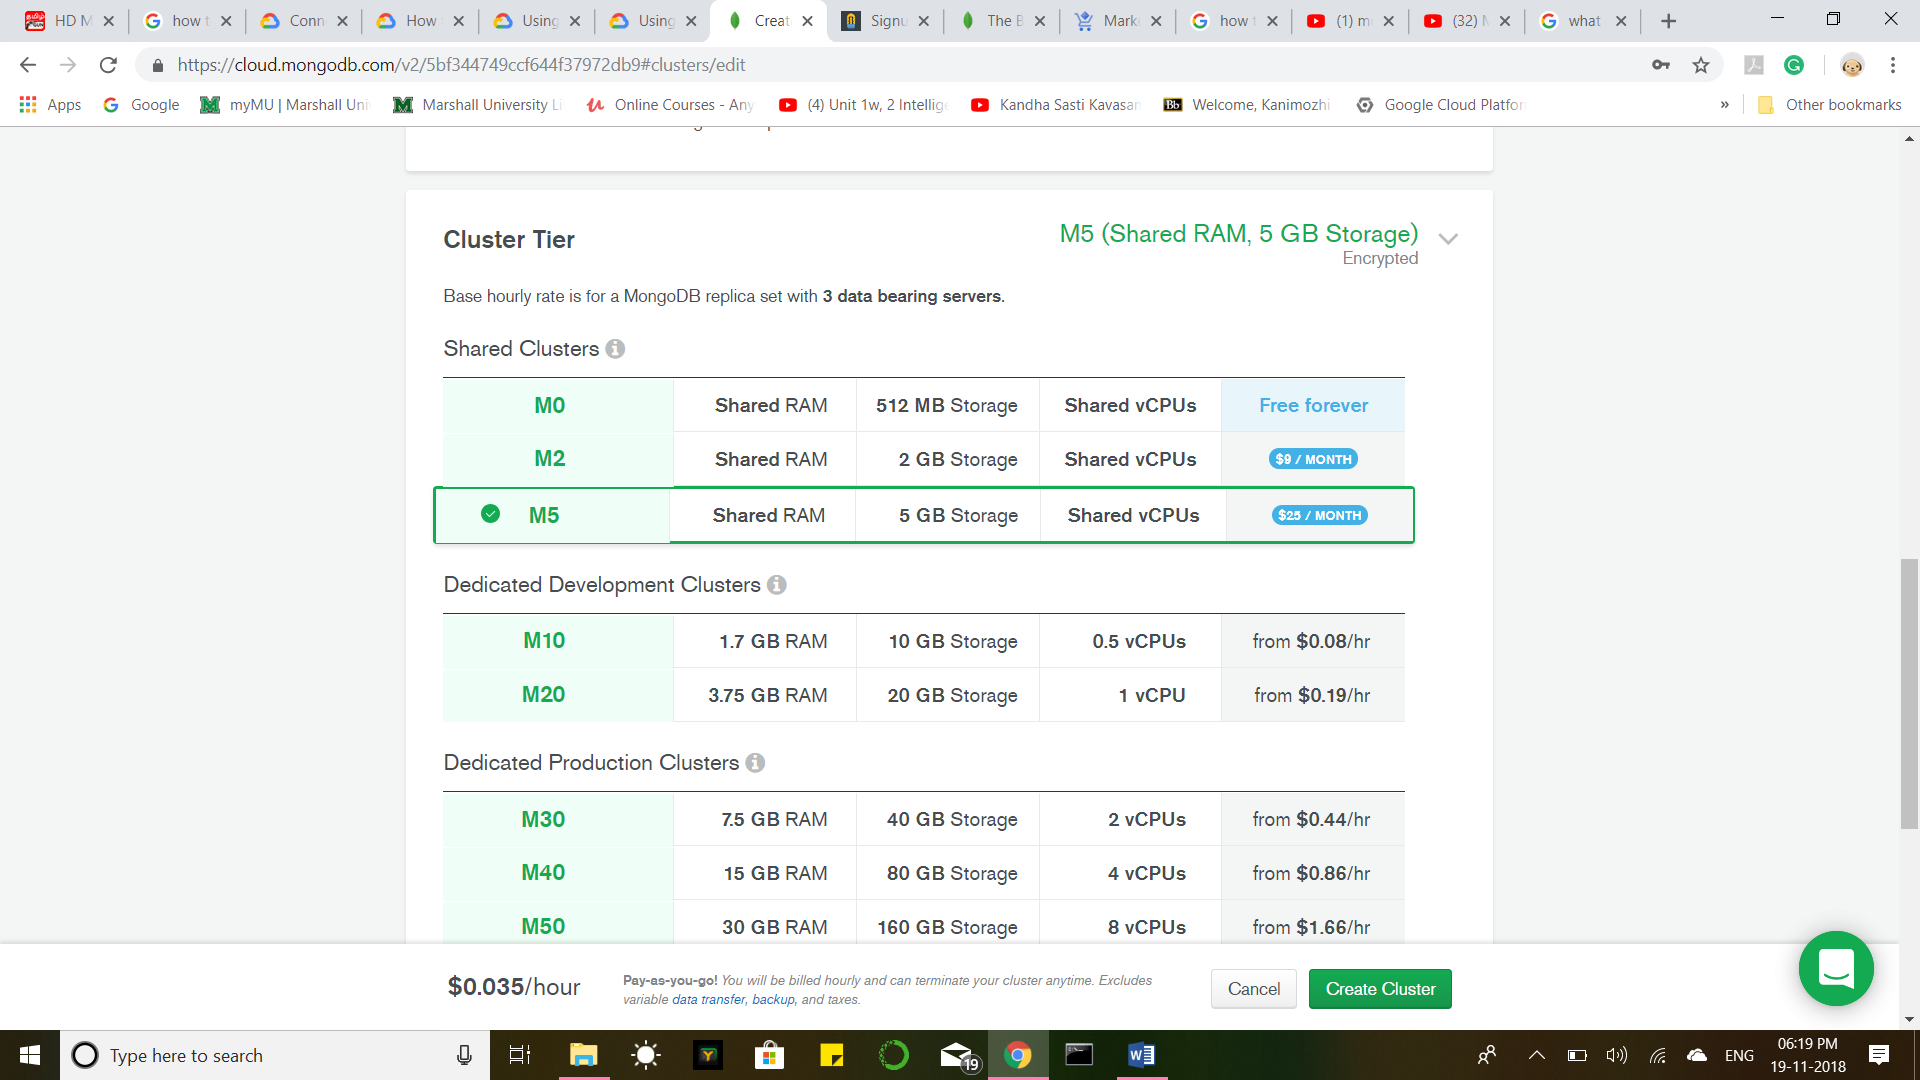 HD M
how t
Conn
How
Using
Using
Creat
Signu
The B
Mark
how t
(1) m
(32) M
what
https://cloud.mongodb.com/v2/5bf344749ccf644f37972db9#clusters/edit
Apps
Google
myMU | Marshall Uni
Marshall University Li
Online Courses - Any
(4) Unit 1w, 2 Intellig
Kandha Sasti Kavasam
Bb Welcome, Kanimozhi
Google Cloud Platfor
»
Other bookmarks
Cluster Tier
M5 (Shared RAM, 5 GB Storage)
Encrypted
Base hourly rate is for a MongoDB replica set with 3 data bearing servers.
Shared Clusters
M0 Shared RAM 512 MB Storage Shared vCPUs Free forever
M2 Shared RAM 2 GB Storage Shared vCPUs $9 / MONTH
M5 Shared RAM 5 GB Storage Shared vCPUs $25 / MONTH
Dedicated Development Clusters
M10 1.7 GB RAM 10 GB Storage 0.5 vCPUs from $0.08/hr
M20 3.75 GB RAM 20 GB Storage 1 vCPU from $0.19/hr
Dedicated Production Clusters
M30 7.5 GB RAM 40 GB Storage 2 vCPUs from $0.44/hr
M40 15 GB RAM 80 GB Storage 4 vCPUs from $0.86/hr
M50 30 GB RAM 160 GB Storage 8 vCPUs from $1.66/hr
$0.035/hour
Pay-as-you-go! You will be billed hourly and can terminate your cluster anytime. Excludes
variable data transfer, backup, and taxes.
Cancel
Create Cluster
Type here to search
19
ENG
06:19 PM
19-11-2018